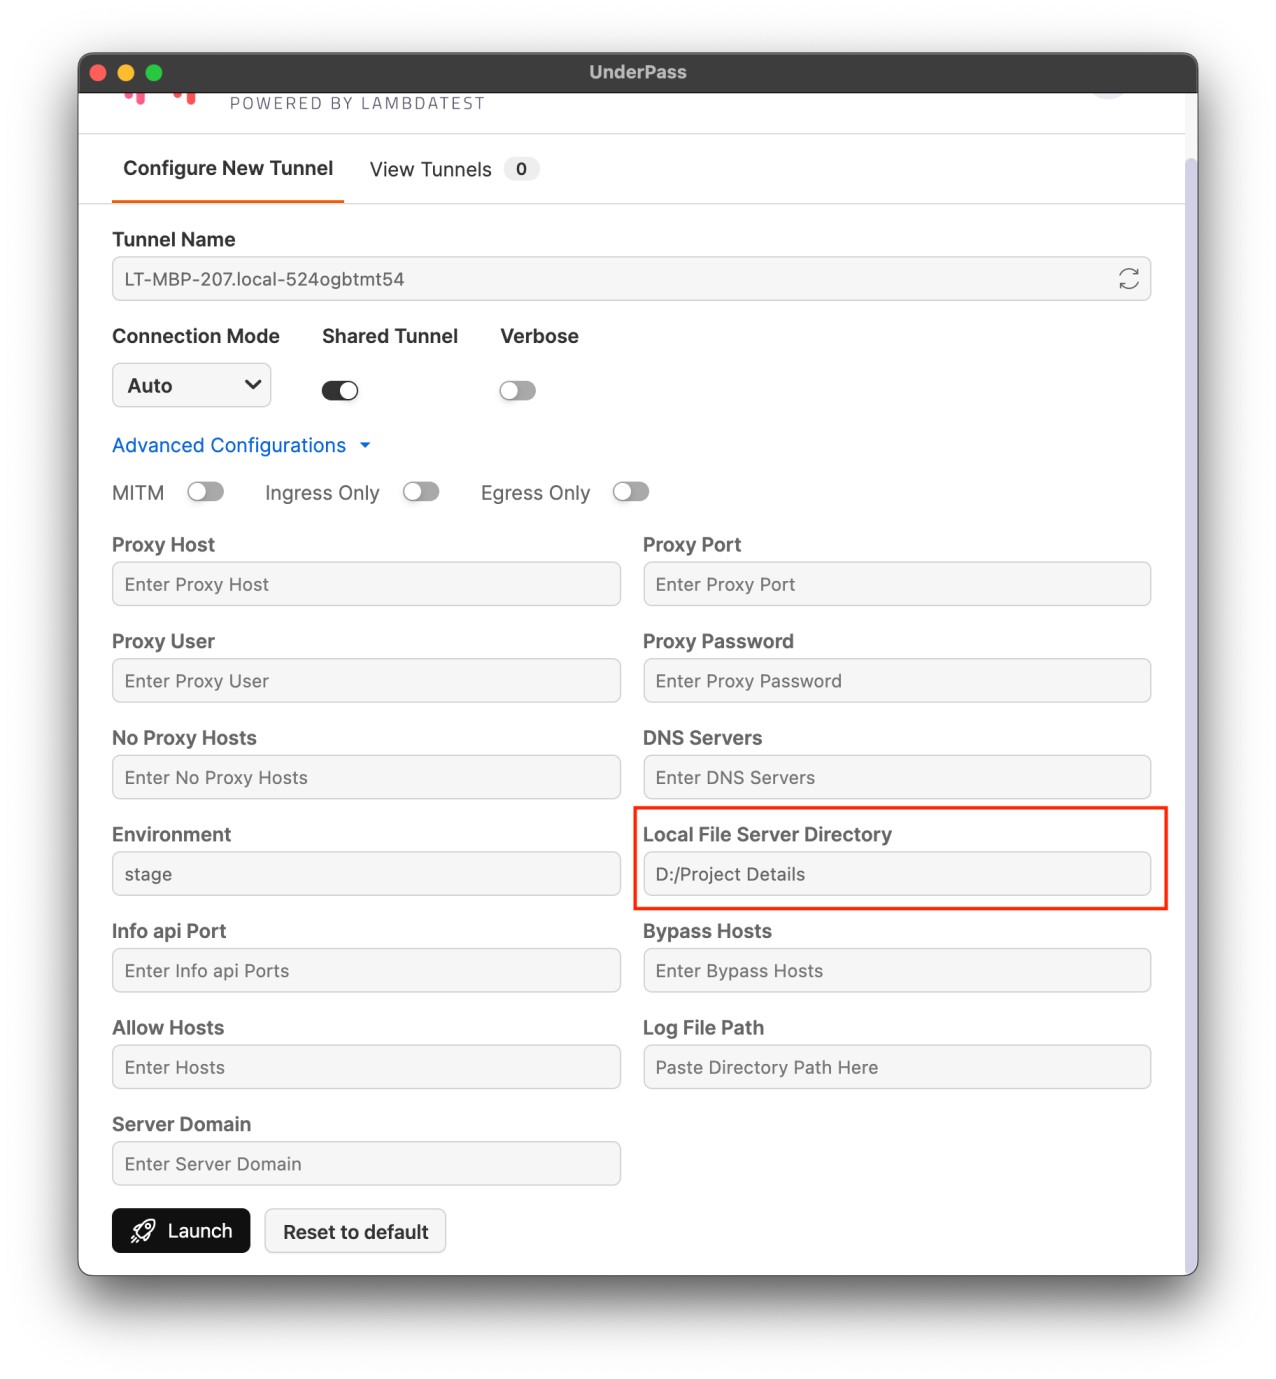 UnderPass
POWERED BY LAMBDATEST
Configure New Tunnel View Tunnels 0
Tunnel Name
LT-MBP-207.local-524ogbtmt54
Connection Mode Shared Tunnel Verbose
Auto
Advanced Configurations
MITM Ingress Only Egress Only
Proxy Host Proxy Port
Enter Proxy Host Enter Proxy Port
Proxy User Proxy Password
Enter Proxy User Enter Proxy Password
No Proxy Hosts DNS Servers
Enter No Proxy Hosts Enter DNS Servers
Environment Local File Server Directory
stage D:/Project Details
Info api Port Bypass Hosts
Enter Info api Ports Enter Bypass Hosts
Allow Hosts Log File Path
Enter Hosts Paste Directory Path Here
Server Domain
Enter Server Domain
Launch Reset to default